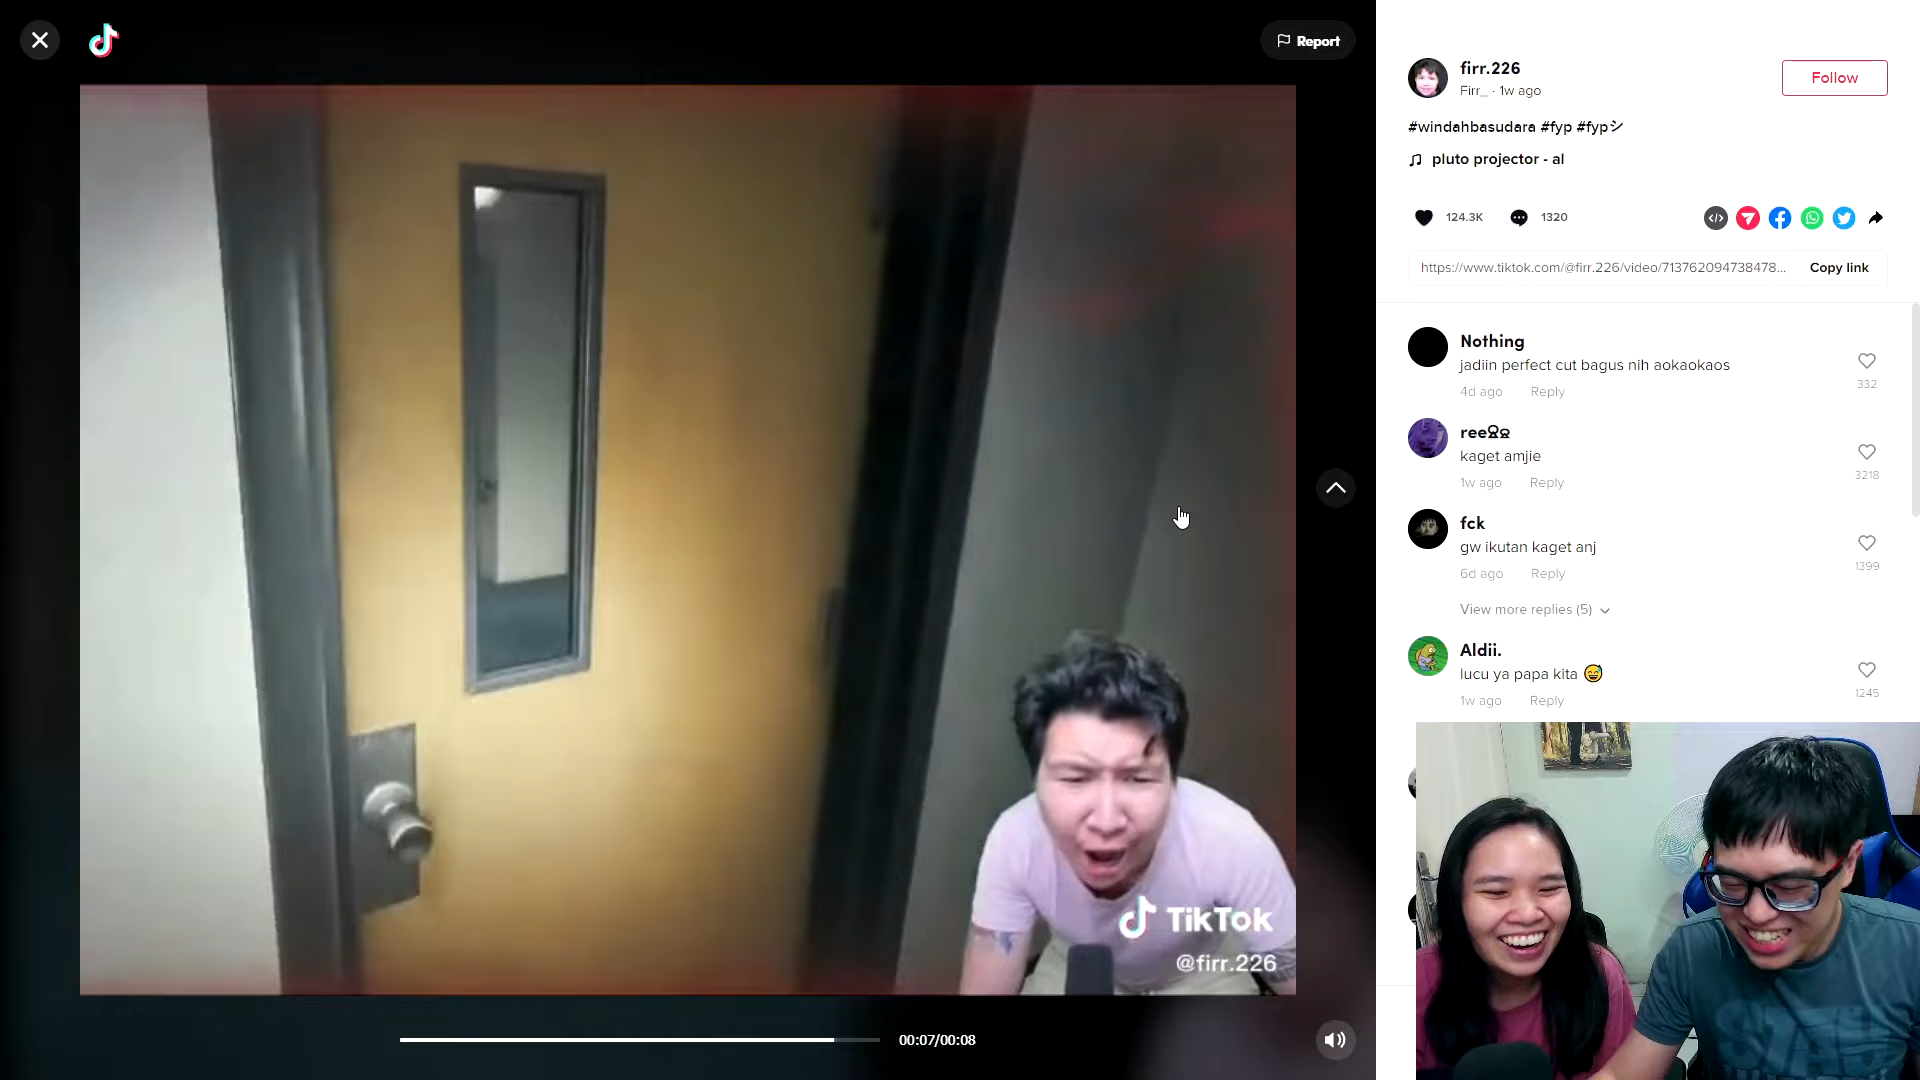 Report
TikTok
@firr.226
00:07/00:08
firr.226
Firr_ · 1w ago
Follow
#windahbasudara #fyp #fypシ
pluto projector - al
124.3K
1320
https://www.tiktok.com/@firr.226/video/713762094738478...
Copy link
Nothing
jadiin perfect cut bagus nih aokaokaos
4d ago Reply
332
ree
kaget amjie
1w ago Reply
3218
fck
gw ikutan kaget anj
6d ago Reply
1399
View more replies (5)
Aldii.
lucu ya papa kita 😅
1w ago Reply
1245